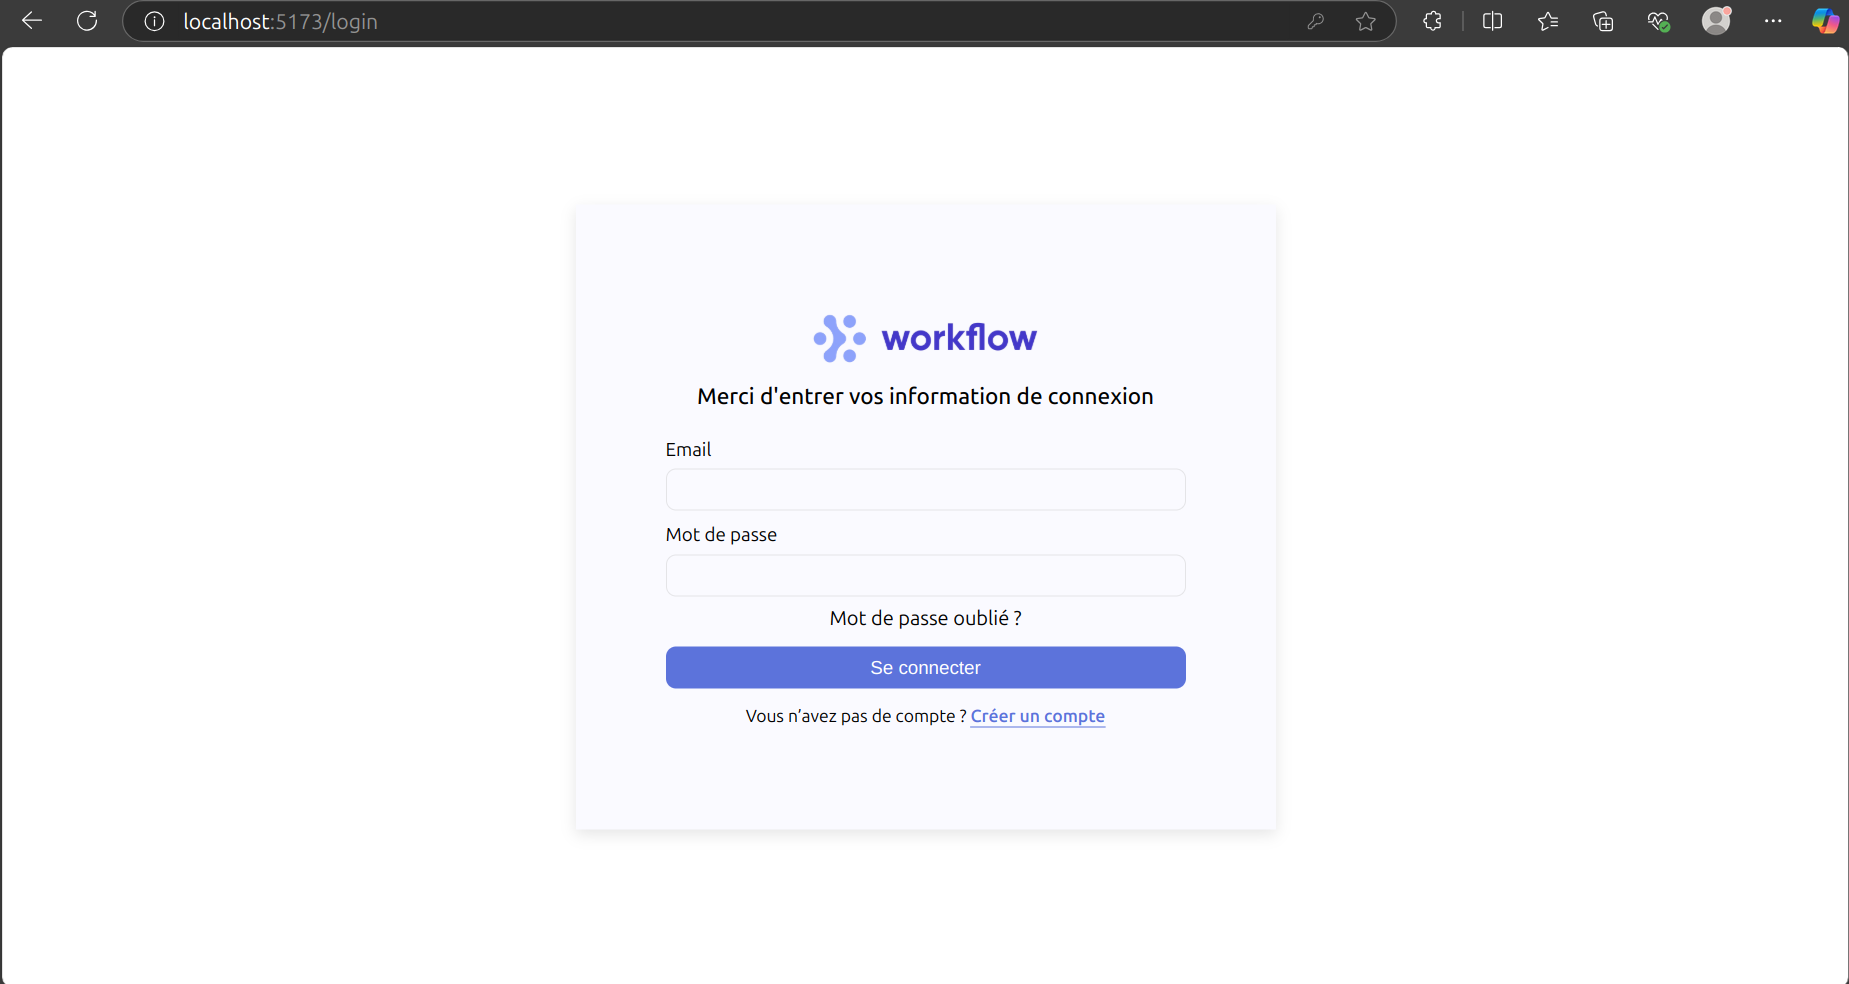 localhost:5173/login
workflow
Merci d'entrer vos information de connexion
Email
Mot de passe
Mot de passe oublié ?
Se connecter
Vous n’avez pas de compte ? Créer un compte